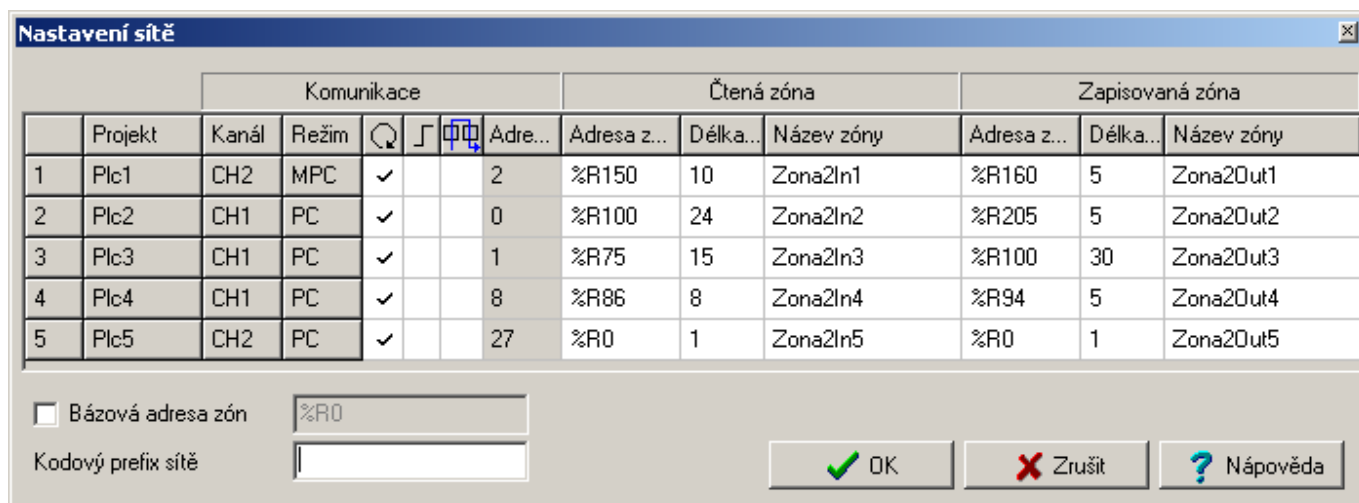 Nastavení sítě
Komunikace Čtená zóna Zapisovaná zóna
Projekt Kanál Režim Adre... Adresa z... Délka... Název zóny Adresa z... Délka... Název zóny
1 Plc1 CH2 MPC 2 %R150 10 Zona2In1 %R160 5 Zona2Out1
2 Plc2 CH1 PC 0 %R100 24 Zona2In2 %R205 5 Zona2Out2
3 Plc3 CH1 PC 1 %R75 15 Zona2In3 %R100 30 Zona2Out3
4 Plc4 CH1 PC 8 %R86 8 Zona2In4 %R94 5 Zona2Out4
5 Plc5 CH2 PC 27 %R0 1 Zona2In5 %R0 1 Zona2Out5
Bázová adresa zón %R0
Kodový prefix sítě
OK Zrušit Nápověda